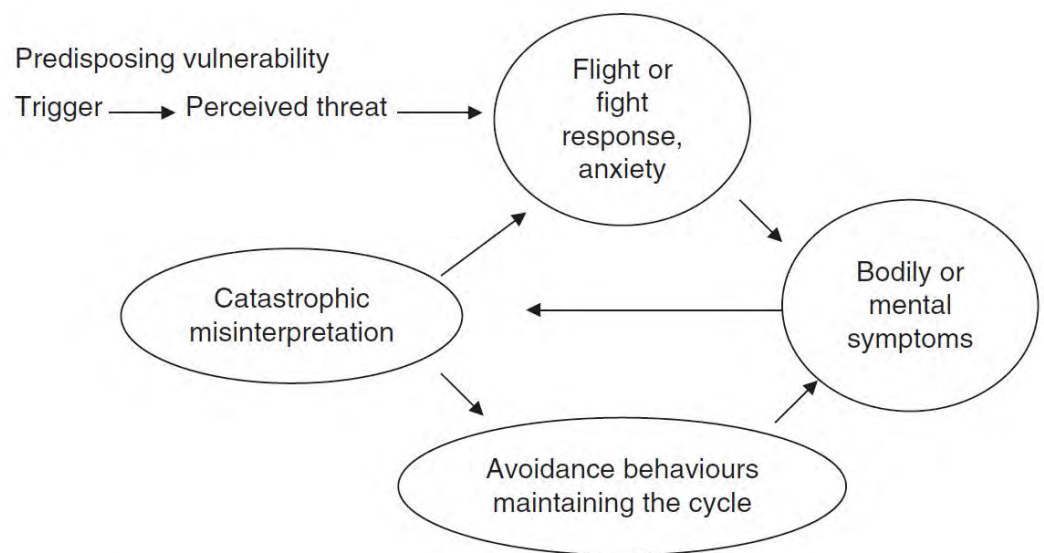 Predisposing vulnerability
Trigger
Perceived threat
Flight or
fight
response,
anxiety
Bodily or
mental
symptoms
Catastrophic
misinterpretation
Avoidance behaviours
maintaining the cycle